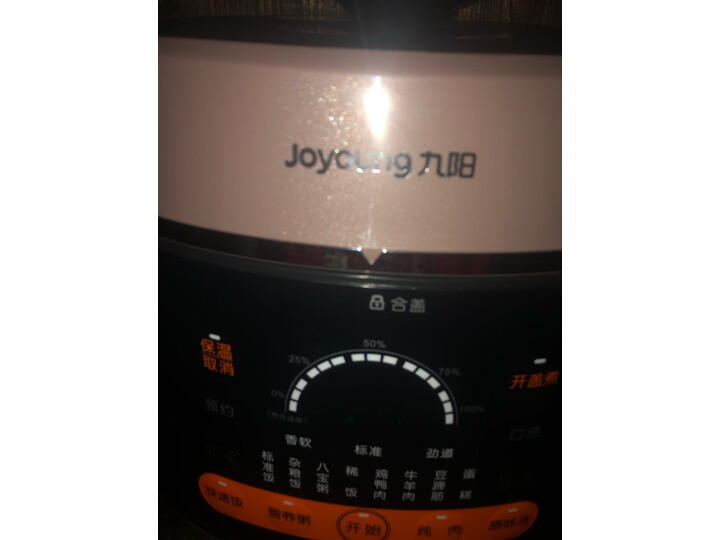 Joyoung 九阳
合盖
50%
25%
75%
0%
100%
保温
取消
开盖煮
预约
口感
香软
标准
劲道
标准饭
杂粮饭
八宝粥
稀饭
鸡鸭肉
牛羊肉
豆蹄筋
蛋糕
快速饭
营养粥
开始
炖肉
原味汤